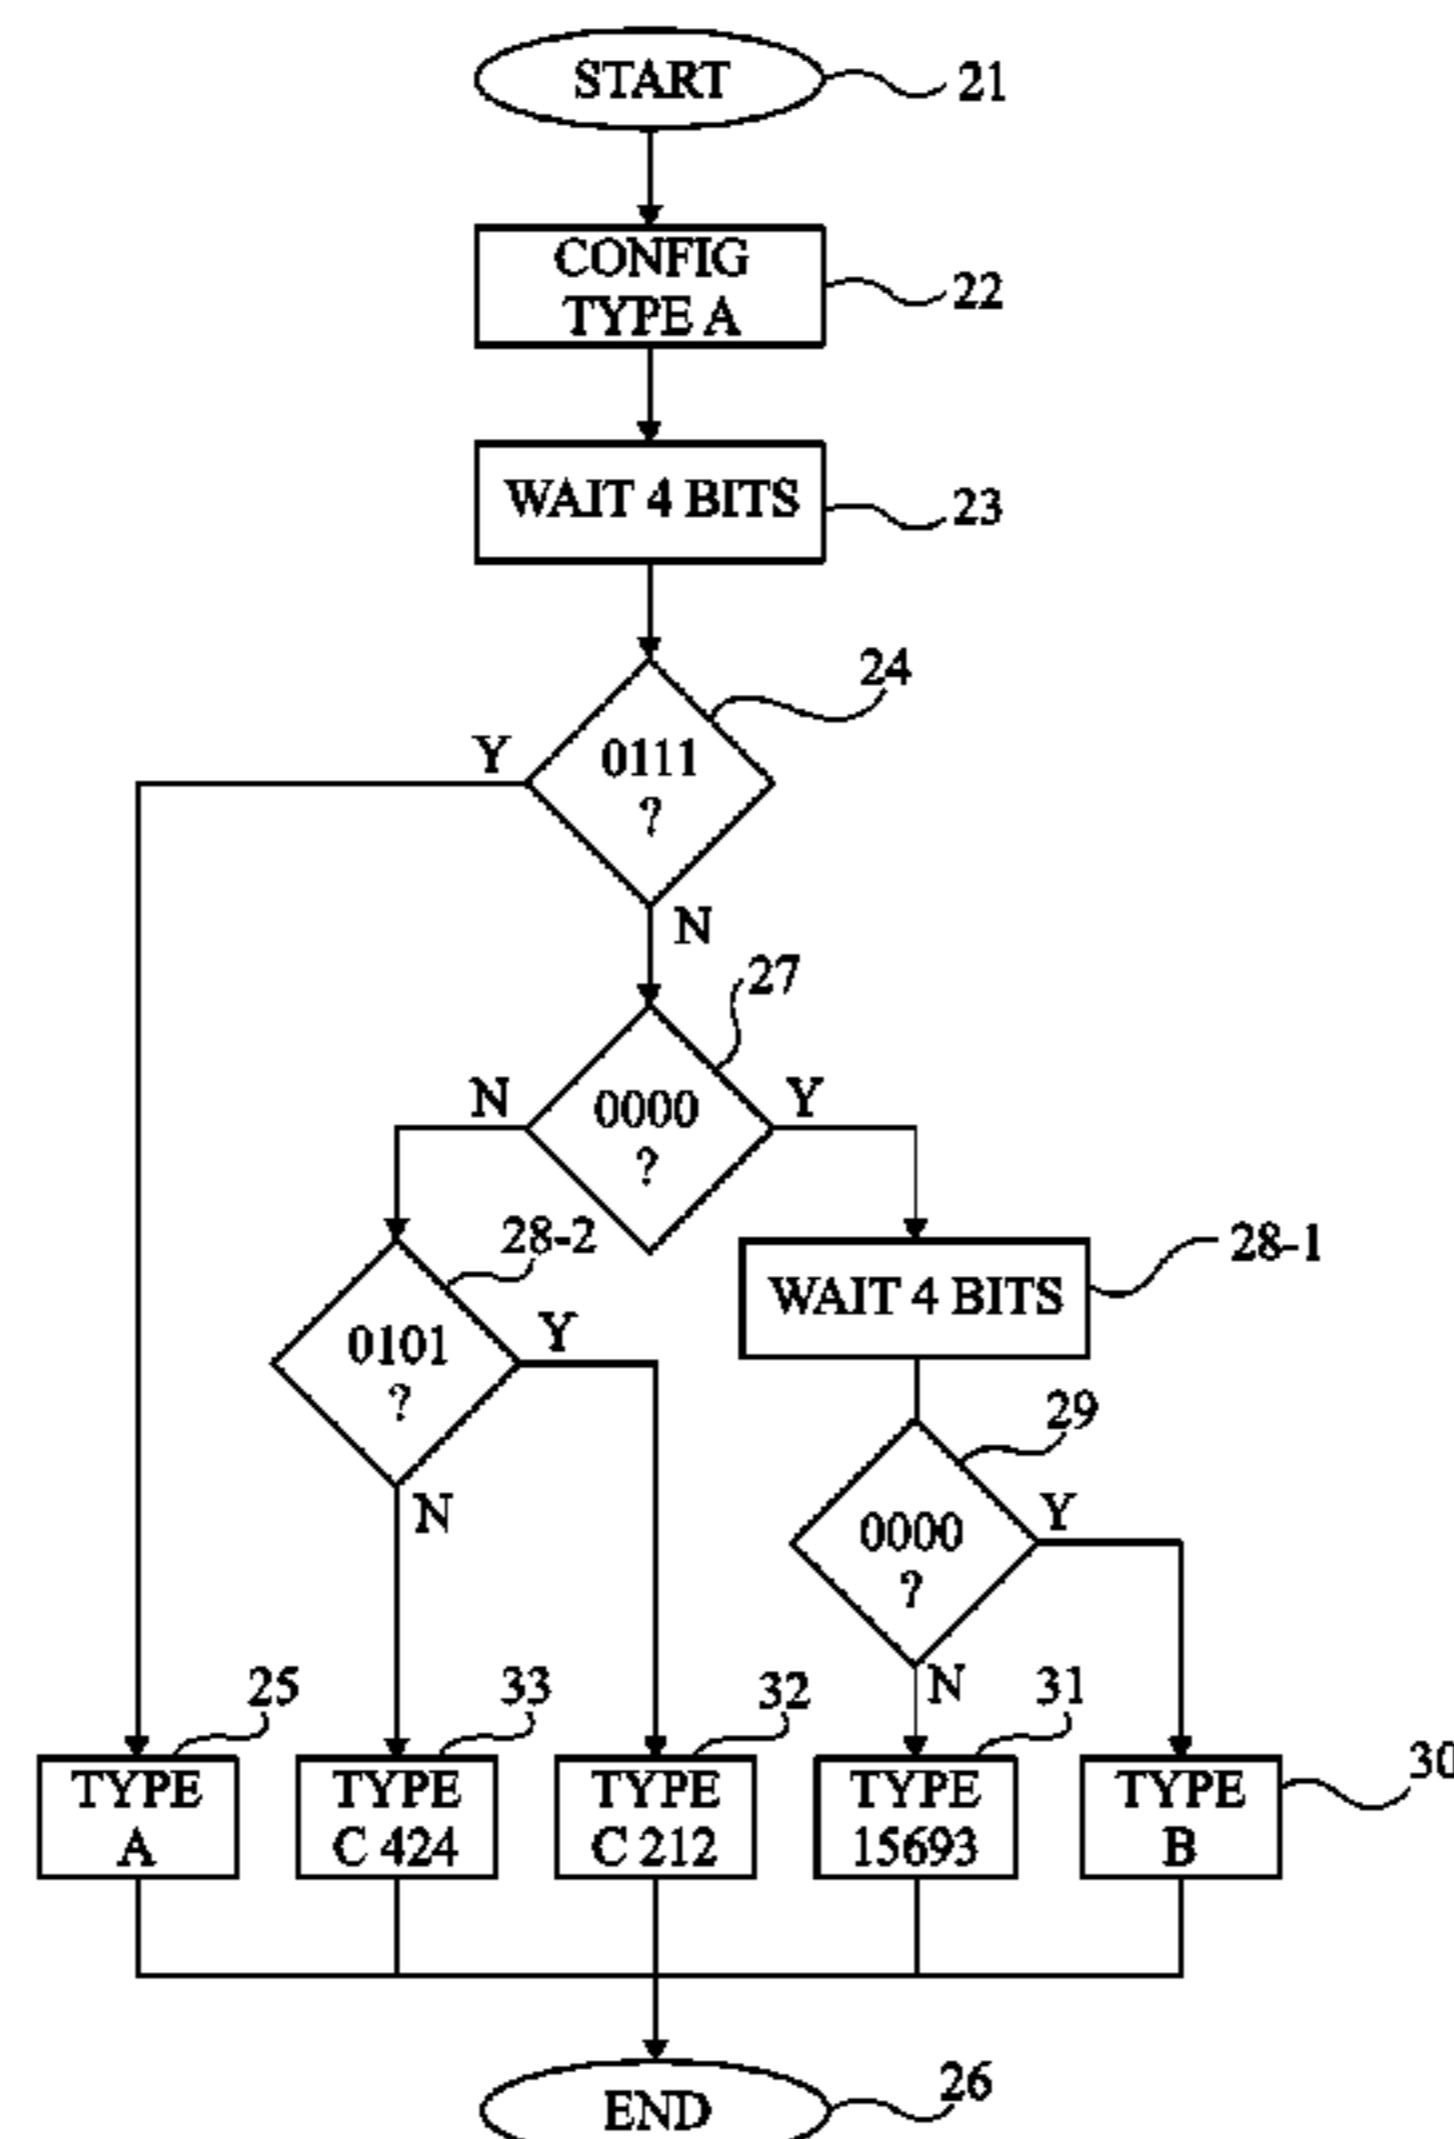 START
21
CONFIG
TYPE A
22
WAIT 4 BITS
23
24
Y
0111
?
N
27
N
0000
?
Y
28-2
28-1
0101
?
Y
WAIT 4 BITS
29
N
0000
?
Y
N
25
33
32
31
30
TYPE
A
TYPE
C 424
TYPE
C 212
TYPE
15693
TYPE
B
END
26